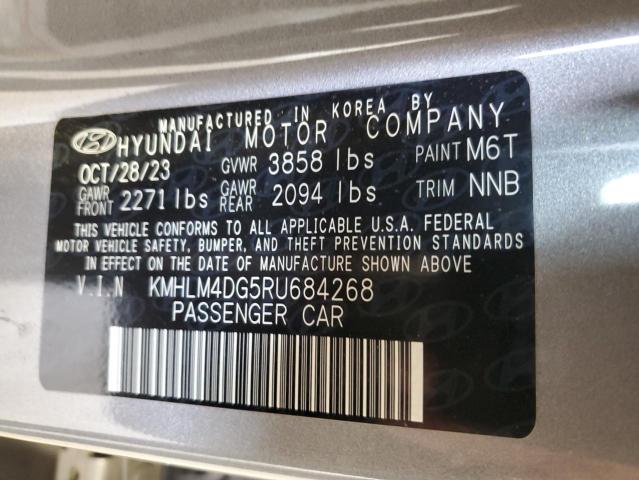 MANUFACTURED IN KOREA BY
HYUNDAI MOTOR COMPANY
OCT/28/23 GVWR 3858 lbs PAINT M6T
GAWR FRONT 2271 lbs GAWR REAR 2094 lbs TRIM NNB
THIS VEHICLE CONFORMS TO ALL APPLICABLE U.S.A. FEDERAL
MOTOR VEHICLE SAFETY, BUMPER, AND THEFT PREVENTION STANDARDS
IN EFFECT ON THE DATE OF MANUFACTURE SHOWN ABOVE
V.I.N KMHLM4DG5RU684268
PASSENGER CAR